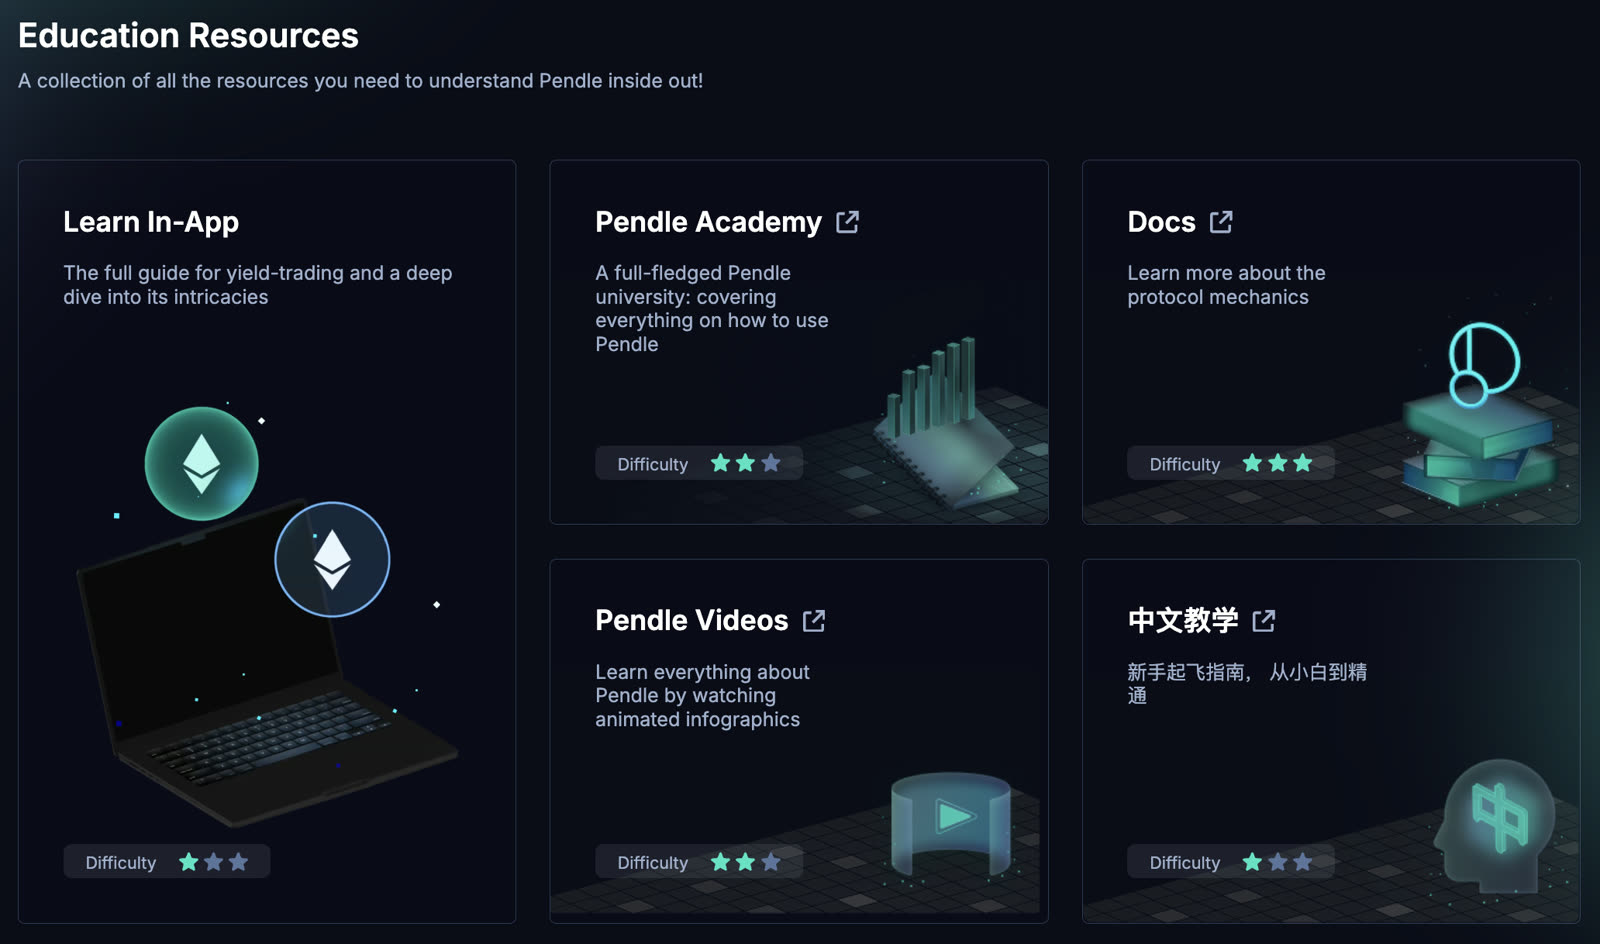 Education Resources
A collection of all the resources you need to understand Pendle inside out!
Learn In-App
The full guide for yield-trading and a deep
dive into its intricacies
Difficulty
Pendle Academy
A full-fledged Pendle
university: covering
everything on how to use
Pendle
Difficulty
Docs
Learn more about the
protocol mechanics
Difficulty
Pendle Videos
Learn everything about
Pendle by watching
animated infographics
Difficulty
中文教学
新手起飞指南， 从小白到精
通
中
Difficulty